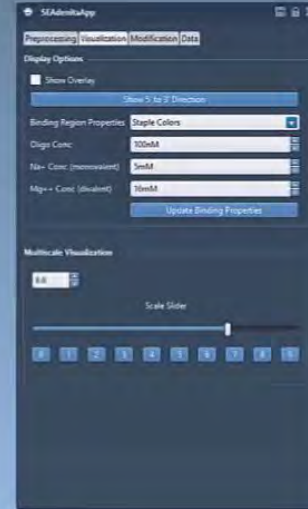 SEAdenitaApp
Preprocessing Visualization Modification Data
Display Options
Show Overlay
Show 5' to 3' Direction
Binding Region Properties Staple Colors
Oligo Conc 100nM
Na+ Conc (monovalent) 5mM
Mg++ Conc (divalent) 16mM
Update Binding Properties
Multiscale Visualization
Scale Slider
0 1 2 3 4 5 6 7 8 9